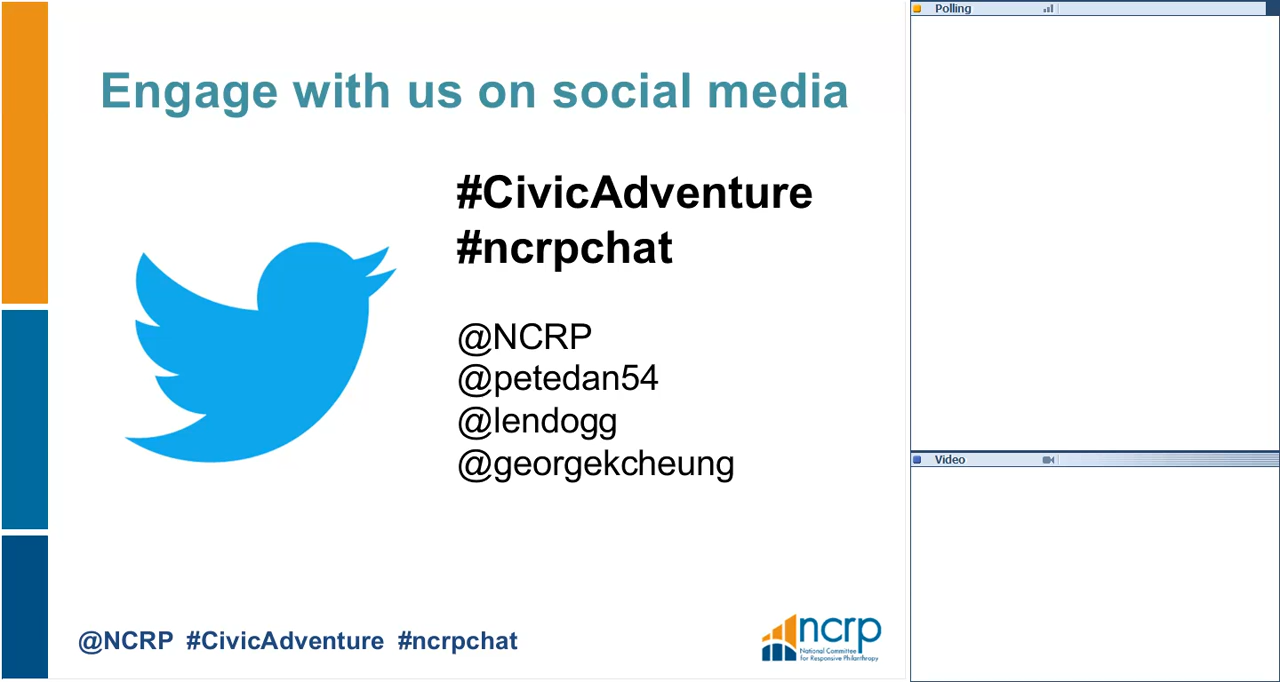 Engage with us on social media
#CivicAdventure
#ncrpchat
@NCRP
@petedan54
@lendogg
@georgekcheung
@NCRP #CivicAdventure #ncrpchat
ncrp
National Committee
for Responsive Philanthropy
Polling
Video